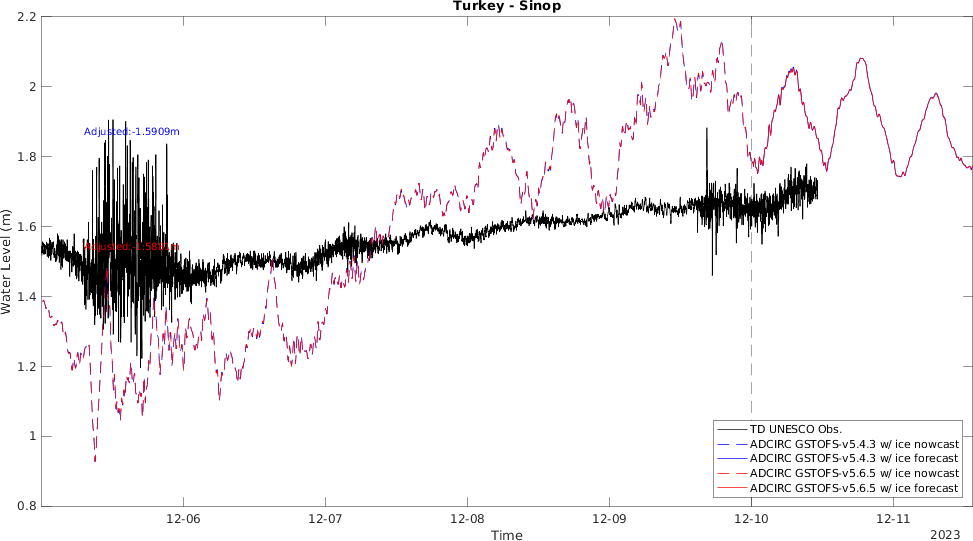 Turkey - Sinop
2.2
2
1.8
1.6
1.4
1.2
1
0.8
Water Level (m)
Adjusted:-1.5909m
12-06
12-07
12-08
12-09
12-10
12-11
Time
2023
TD UNESCO Obs.
ADCIRC GSTOFS-v5.4.3 w/ ice nowcast
ADCIRC GSTOFS-v5.4.3 w/ ice forecast
ADCIRC GSTOFS-v5.6.5 w/ ice nowcast
ADCIRC GSTOFS-v5.6.5 w/ ice forecast